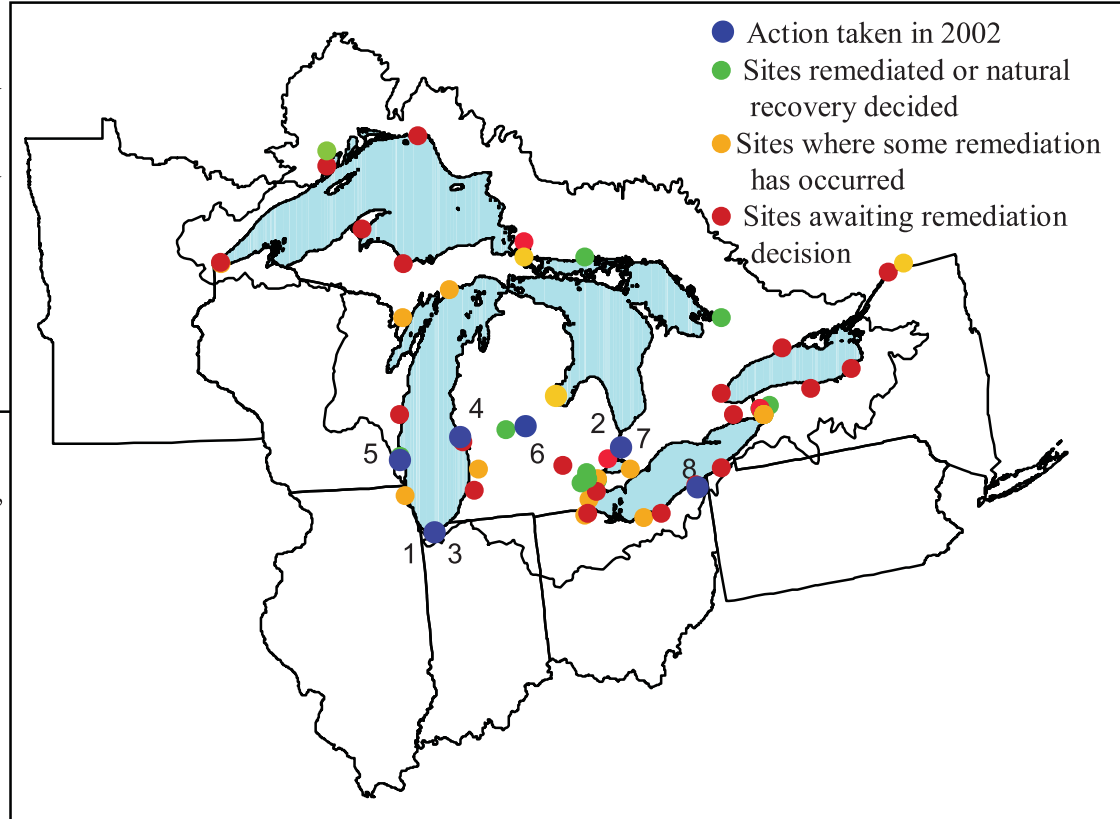 Action taken in 2002
Sites remediated or natural
recovery decided
Sites where some remediation
has occurred
Sites awaiting remediation
decision
4
2
7
5
6
8
1
3